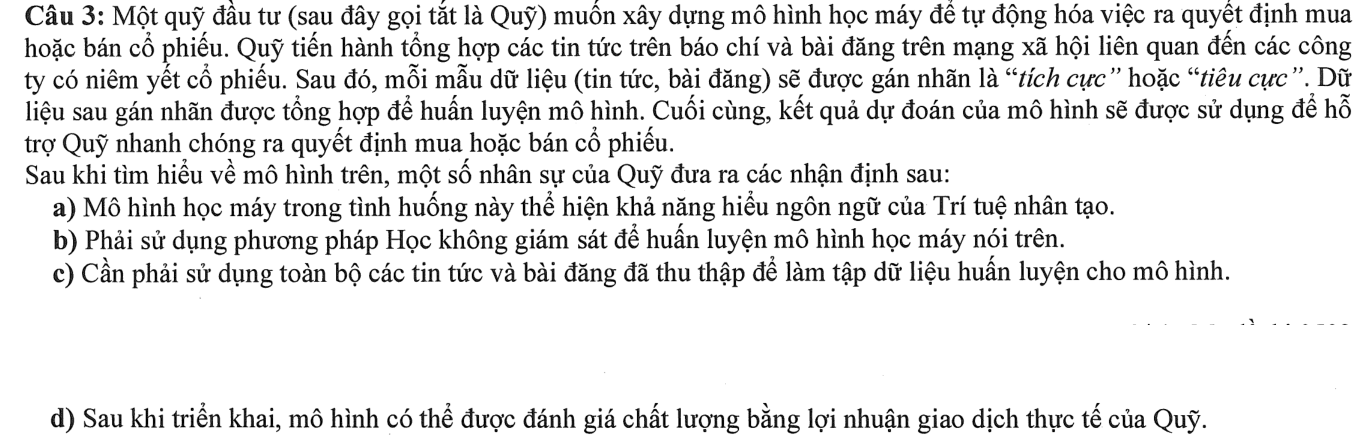 Câu 3: Một quỹ đầu tư (sau đây gọi tắt là Quỹ) muốn xây dựng mô hình học máy để tự động hóa việc ra quyết định mua
hoặc bán cổ phiếu. Quỹ tiến hành tổng hợp các tin tức trên báo chí và bài đăng trên mạng xã hội liên quan đến các công
ty có niêm yết cổ phiếu. Sau đó, mỗi mẫu dữ liệu (tin tức, bài đăng) sẽ được gán nhãn là “tích cực” hoặc “tiêu cực”. Dữ
liệu sau gán nhãn được tổng hợp để huấn luyện mô hình. Cuối cùng, kết quả dự đoán của mô hình sẽ được sử dụng để hỗ
trợ Quỹ nhanh chóng ra quyết định mua hoặc bán cổ phiếu.
Sau khi tìm hiểu về mô hình trên, một số nhân sự của Quỹ đưa ra các nhận định sau:
a) Mô hình học máy trong tình huống này thể hiện khả năng hiểu ngôn ngữ của Trí tuệ nhân tạo.
b) Phải sử dụng phương pháp Học không giám sát để huấn luyện mô hình học máy nói trên.
c) Cần phải sử dụng toàn bộ các tin tức và bài đăng đã thu thập để làm tập dữ liệu huấn luyện cho mô hình.
d) Sau khi triển khai, mô hình có thể được đánh giá chất lượng bằng lợi nhuận giao dịch thực tế của Quỹ.